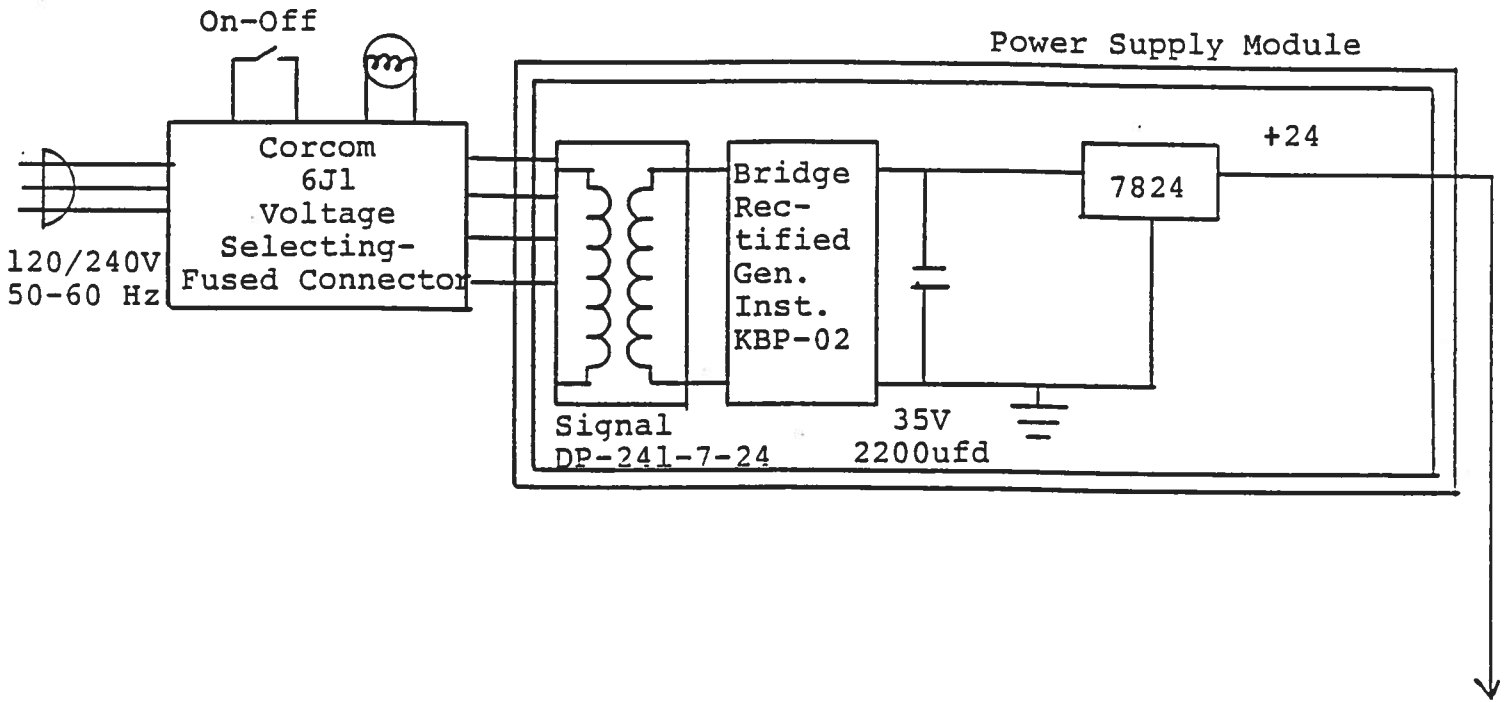 On-Off
Power Supply Module
Corcom
6J1
Voltage
Selecting-
Fused Connector
120/240V
50-60 Hz
Bridge
Rec-
tified
Gen.
Inst.
KBP-02
7824
+24
Signal
DP-241-7-24
35V
2200ufd